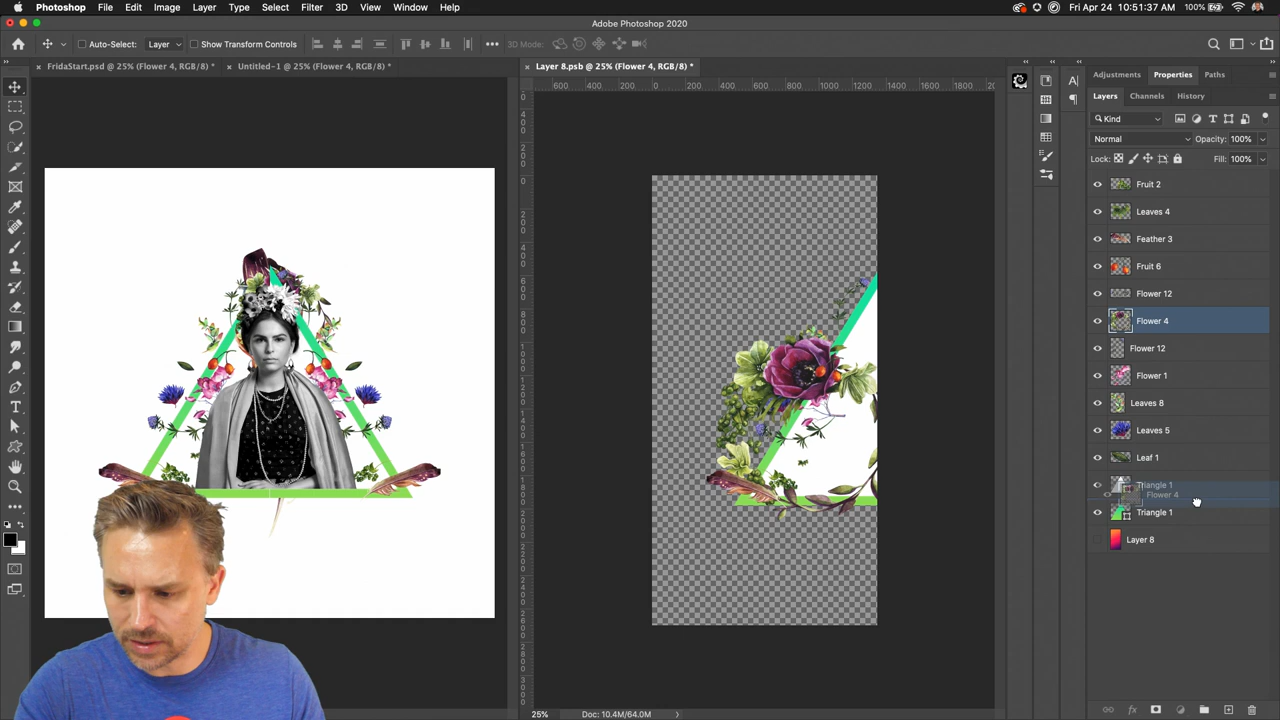 Photoshop File Edit Image Layer Type Select Filter 3D View Window Help 100% Fri Apr 24 10:51:37 AM
Adobe Photoshop 2020
Auto-Select: Layer Show Transform Controls 3D Mode:
FridaStart.psd @ 25% (Flower 4, RGB/8) * Untitled-1 @ 25% (Flower 4, RGB/8) * Layer 8.psb @ 25% (Flower 4, RGB/8) *
Adjustments Properties Paths
600 400 200 0 200 400 600 800 1000 1200 1400 1600 1800
Layers Channels History
Kind
Normal Opacity: 100%
Lock: Fill: 100%
Fruit 2
Leaves 4
Feather 3
Fruit 6
Flower 12
Flower 4
Flower 12
Flower 1
Leaves 8
Leaves 5
Leaf 1
Triangle 1
Flower 4
Triangle 1
Layer 8
25% Doc: 10.4M/64.0M